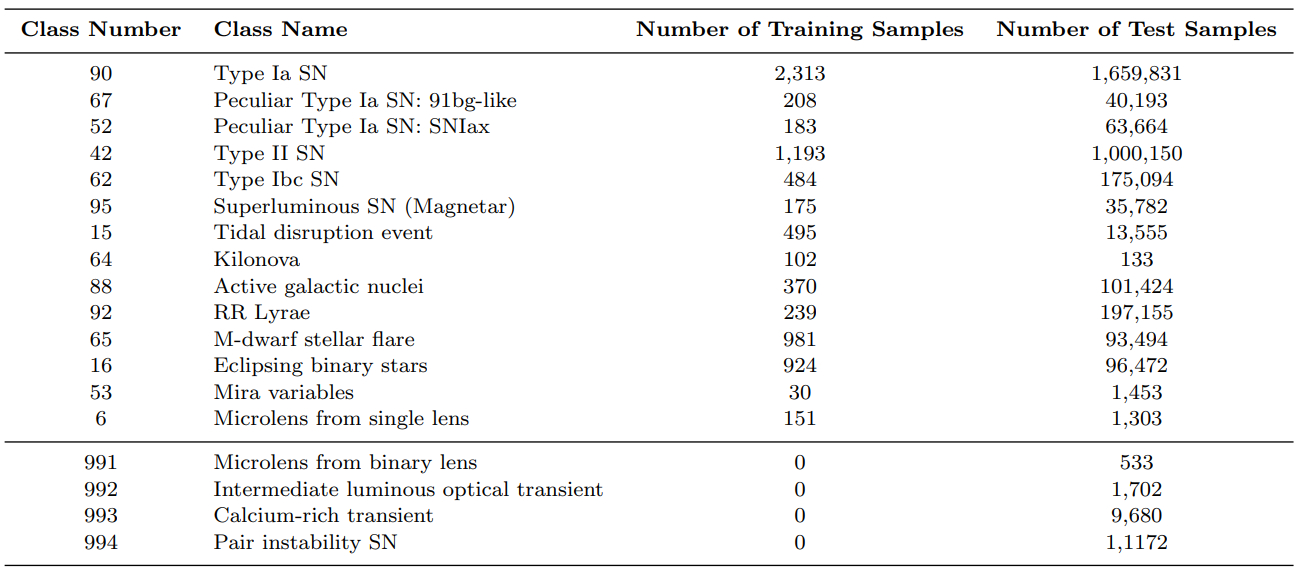 Class Number Class Name Number of Training Samples Number of Test Samples
90 Type Ia SN 2,313 1,659,831
67 Peculiar Type Ia SN: 91bg-like 208 40,193
52 Peculiar Type Ia SN: SNIax 183 63,664
42 Type II SN 1,193 1,000,150
62 Type Ibc SN 484 175,094
95 Superluminous SN (Magnetar) 175 35,782
15 Tidal disruption event 495 13,555
64 Kilonova 102 133
88 Active galactic nuclei 370 101,424
92 RR Lyrae 239 197,155
65 M-dwarf stellar flare 981 93,494
16 Eclipsing binary stars 924 96,472
53 Mira variables 30 1,453
6 Microlens from single lens 151 1,303
991 Microlens from binary lens 0 533
992 Intermediate luminous optical transient 0 1,702
993 Calcium-rich transient 0 9,680
994 Pair instability SN 0 1,1172